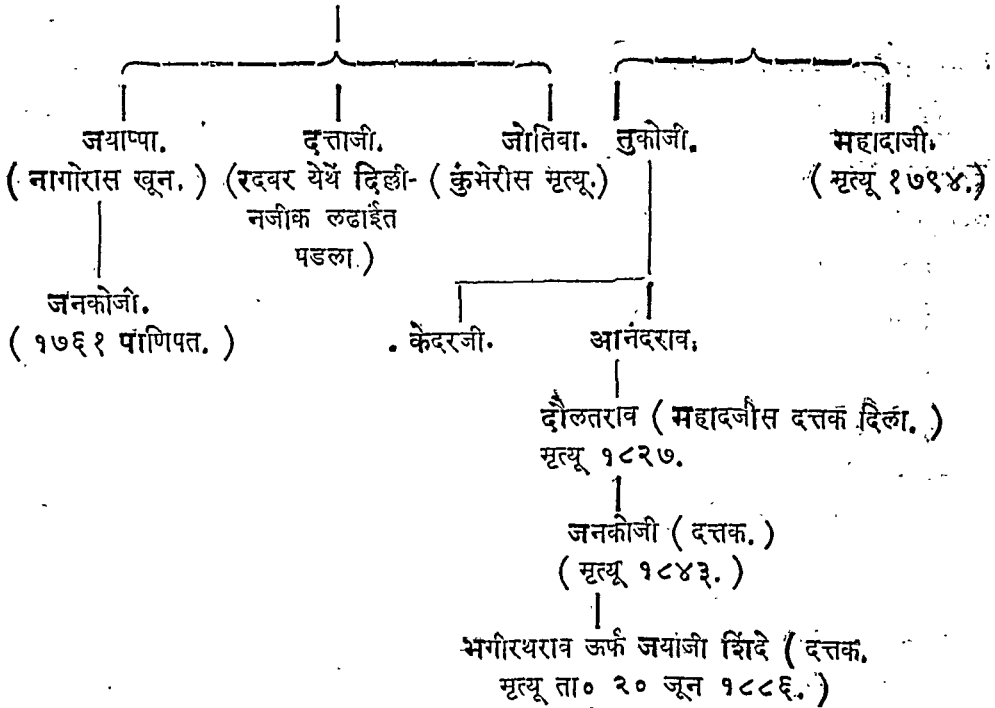 जयाप्पा. दत्ताजी. जोतिबा. तुकोजी. महादाजी.
( नागोरास खून. ) (रदवर येथें दिल्ली- ( कुंभेरीस मृत्यू.) ( मृत्यूं १७९४.)
नजीक लढाईत
पडला.)
जनकोजी.
( १७६१ पाणिपत. ) केदरजी. आनंदराव.
दौलतराव ( महादजीस दत्तक दिला. )
मृत्यू १८२७.
जनकोजी ( दत्तक. )
( मृत्यू १८४३. )
भगीरथराव ऊर्फ जयाजी शिंदे ( दत्तक.
मृत्यू ता० २० जून १८८६. )